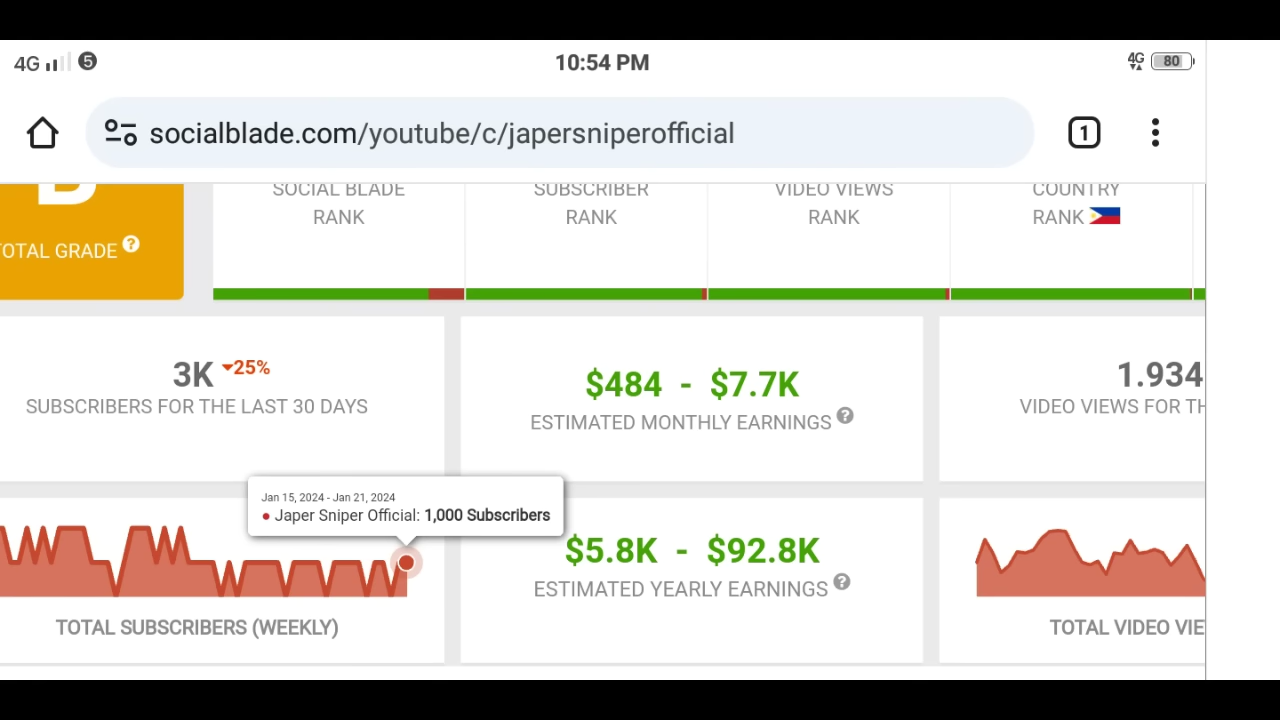 4G 5 10:54 PM 4G 80
socialblade.com/youtube/c/japersniperofficial 1
B
TOTAL GRADE ?
SOCIAL BLADE
RANK
SUBSCRIBER
RANK
VIDEO VIEWS
RANK
COUNTRY
RANK
3K 25%
SUBSCRIBERS FOR THE LAST 30 DAYS
$484 - $7.7K
ESTIMATED MONTHLY EARNINGS ?
1.934
VIDEO VIEWS FOR TH
Jan 15, 2024 - Jan 21, 2024
Japer Sniper Official: 1,000 Subscribers
TOTAL SUBSCRIBERS (WEEKLY)
$5.8K - $92.8K
ESTIMATED YEARLY EARNINGS ?
TOTAL VIDEO VIE